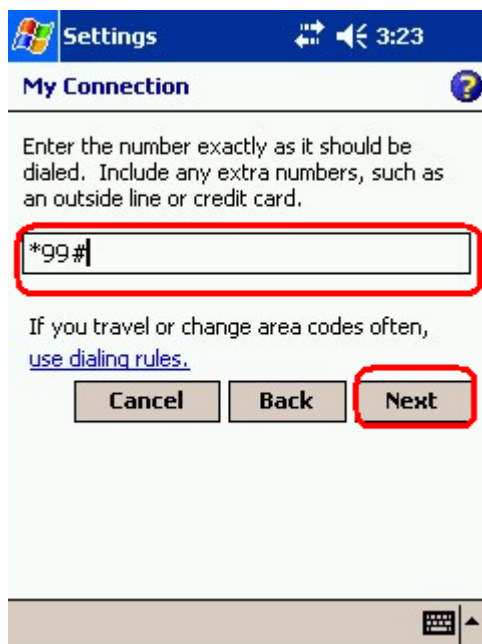 Settings 3:23
My Connection
Enter the number exactly as it should be
dialed. Include any extra numbers, such as
an outside line or credit card.
*99#
If you travel or change area codes often,
use dialing rules.
Cancel Back Next